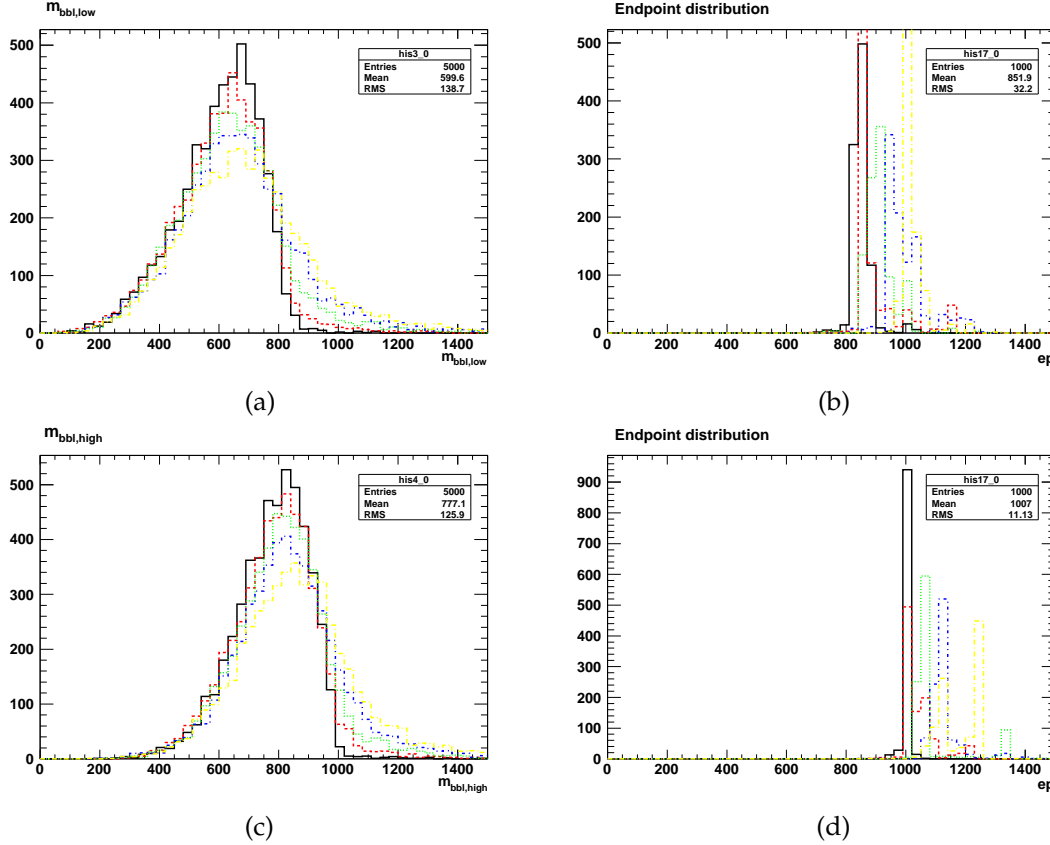 m_bbl,low
his3_0
Entries 5000
Mean 599.6
RMS 138.7
500
400
300
200
100
0
0 200 400 600 800 1000 1200 1400
m_bbl,low
(a)
Endpoint distribution
his17_0
Entries 1000
Mean 851.9
RMS 32.2
500
400
300
200
100
0
0 200 400 600 800 1000 1200 1400
ep
(b)
m_bbl,high
his4_0
Entries 5000
Mean 777.1
RMS 125.9
500
400
300
200
100
0
0 200 400 600 800 1000 1200 1400
m_bbl,high
(c)
Endpoint distribution
his17_0
Entries 1000
Mean 1007
RMS 11.13
900
800
700
600
500
400
300
200
100
0
0 200 400 600 800 1000 1200 1400
ep
(d)